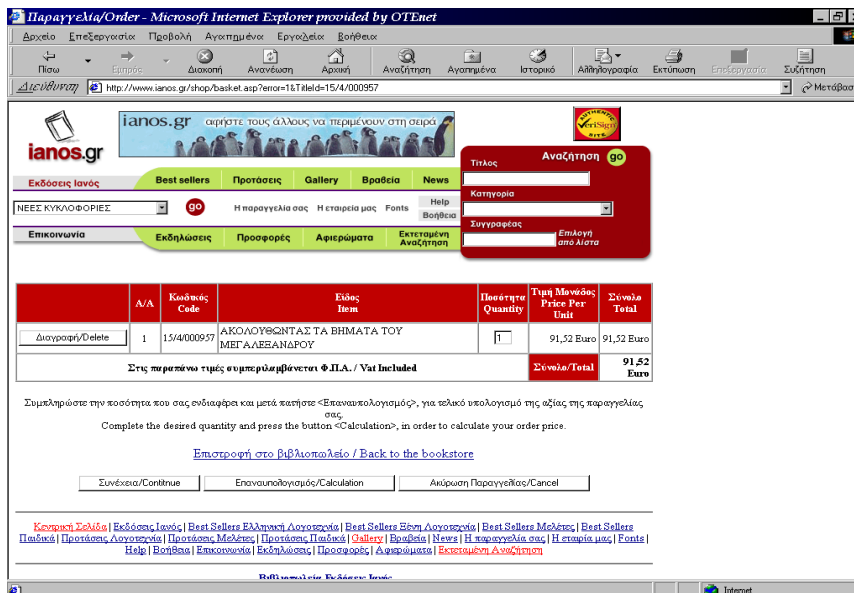 Παραγγελία/Order - Microsoft Internet Explorer provided by OTEnet
Αρχείο Επεξεργασία Προβολή Αγαπημένα Εργαλεία Βοήθεια
Πίσω Εμπρός Διακοπή Ανανέωση Αρχική Αναζήτηση Αγαπημένα Ιστορικό Αλληλογραφία Εκτύπωση Επεξεργασία Συζήτηση
Διεύθυνση http://www.ianos.gr/shop/basket.asp?error=1&TitleId=15/4/000957 Μετάβασ
ianos.gr αφήστε τους άλλους να περιμένουν στη σειρά
ianos.gr
AUTHENTIC
VeriSign
SITE
Αναζήτηση go
Τίτλος
Κατηγορία
Συγγραφέας
Επιλογή
από λίστα
Εκδόσεις Ιανός Best sellers Προτάσεις Gallery Βραβεία News
ΝΕΕΣ ΚΥΚΛΟΦΟΡΙΕΣ go Η παραγγελία σας Η εταιρεία μας Fonts Help
Βοήθεια
Επικοινωνία Εκδηλώσεις Προσφορές Αφιερώματα Εκτεταμένη
Αναζήτηση
Α/Α Κωδικός Είδος Ποσότητα Τιμή Μονάδος Σύνολο
Code Item Quantity Price Per Unit Total
Διαγραφή/Delete 1 15/4/000957 ΑΚΟΛΟΥΘΩΝΤΑΣ ΤΑ ΒΗΜΑΤΑ ΤΟΥ 1 91,52 Euro 91,52 Euro
ΜΕΓΑΛΕΞΑΝΔΡΟΥ
Στις παραπάνω τιμές συμπεριλαμβάνεται Φ.Π.Α. / Vat Included Σύνολο/Total 91,52
Euro
Συμπληρώστε την ποσότητα που σας ενδιαφέρει και μετά πατήστε <Επαναυπολογισμός>, για τελικό υπολογισμό της αξίας της παραγγελίας
σας.
Complete the desired quantity and press the button <Calculation>, in order to calculate your order price.
Επιστροφή στο βιβλιοπωλείο / Back to the bookstore
Συνέχεια/Contitnue Επαναυπολογισμός/Calculation Ακύρωση Παραγγελίας/Cancel
Κεντρική Σελίδα | Εκδόσεις Ιανός | Best Sellers Ελληνική Λογοτεχνία | Best Sellers Ξένη Λογοτεχνία | Best Sellers Μελέτες | Best Sellers
Παιδικά | Προτάσεις Λογοτεχνία | Προτάσεις Μελέτες | Προτάσεις Παιδικά | Gallery | Βραβεία | News | Η παραγγελία σας | Η εταιρία μας | Fonts |
Help | Βοήθεια | Επικοινωνία | Εκδηλώσεις | Προσφορές | Αφιερώματα | Εκτεταμένη Αναζήτηση
Βιβλιοπωλεία Εκδόσεις Ιανός
Internet